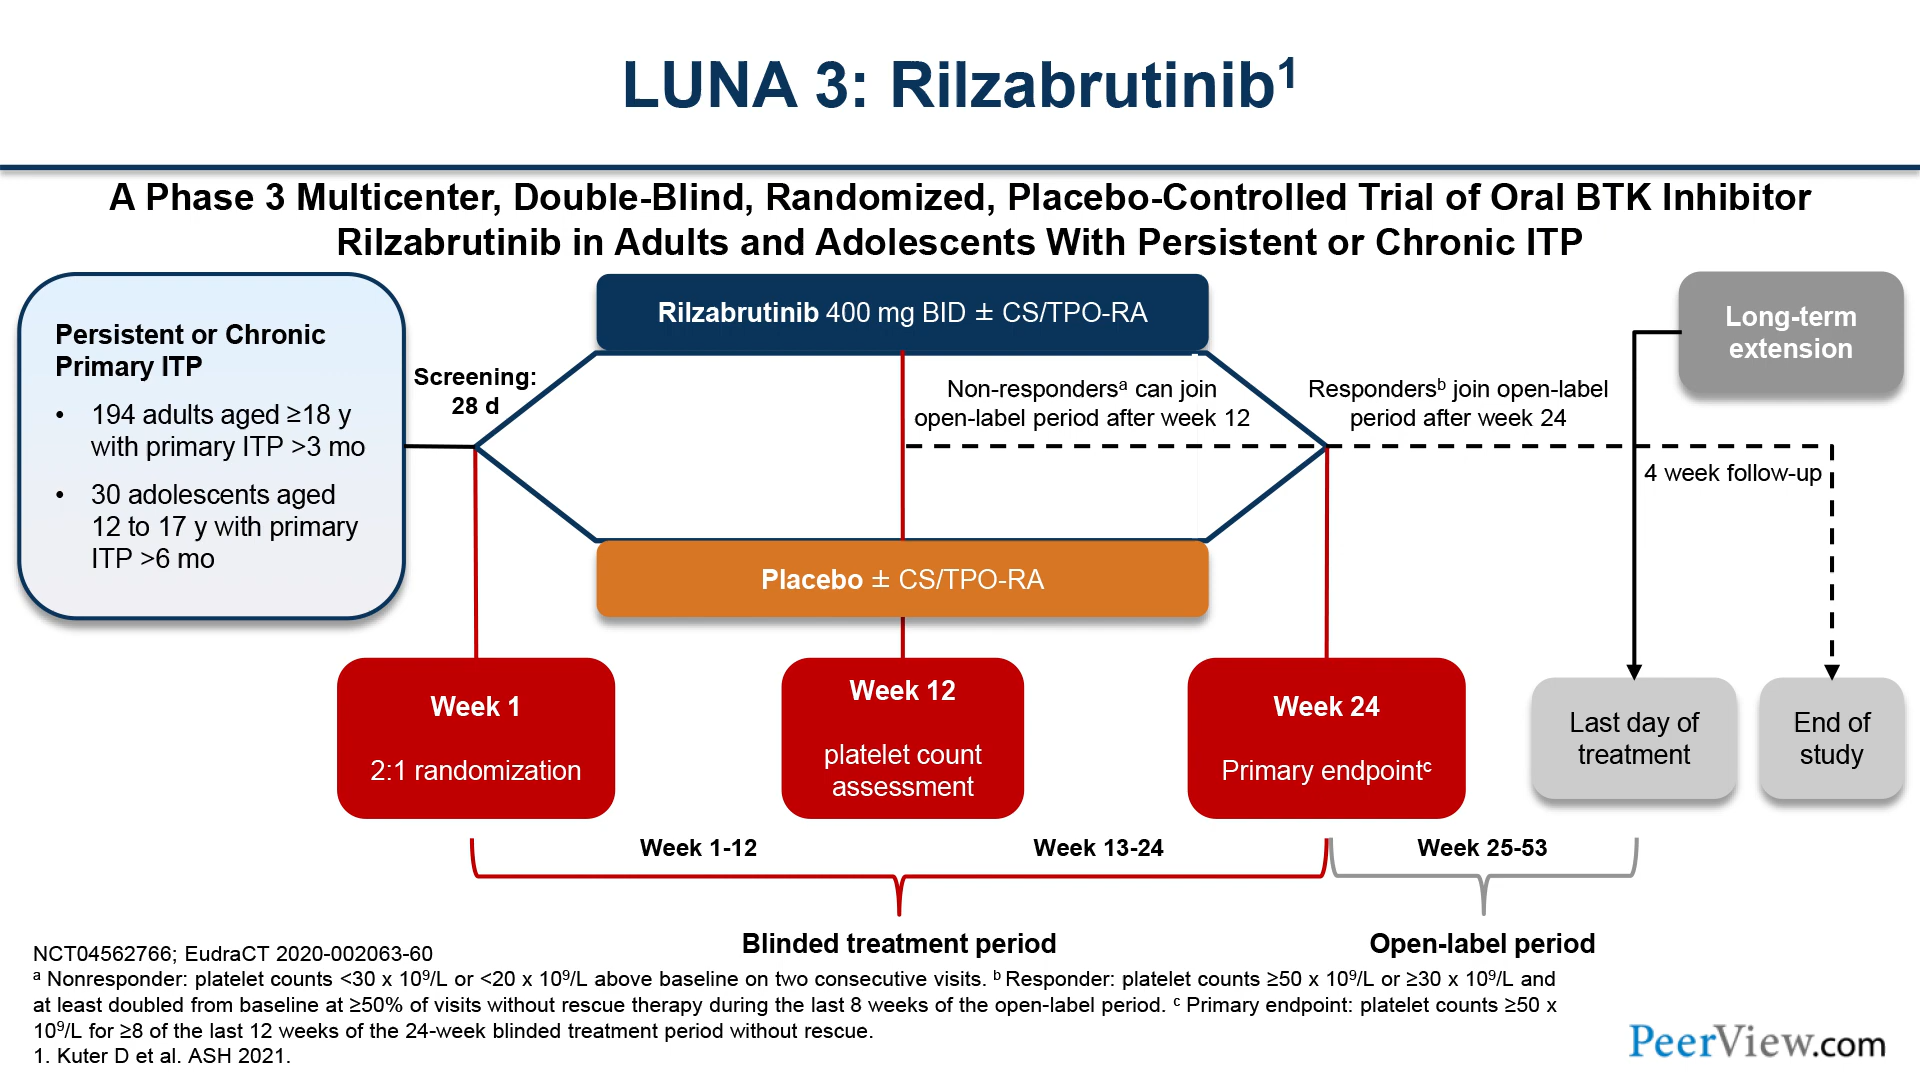 LUNA 3: Rilzabrutinib¹
A Phase 3 Multicenter, Double-Blind, Randomized, Placebo-Controlled Trial of Oral BTK Inhibitor
Rilzabrutinib in Adults and Adolescents With Persistent or Chronic ITP
Persistent or Chronic
Primary ITP
• 194 adults aged ≥18 y
with primary ITP >3 mo
• 30 adolescents aged
12 to 17 y with primary
ITP >6 mo
Screening:
28 d
Rilzabrutinib 400 mg BID ± CS/TPO-RA
Non-respondersᵃ can join
open-label period after week 12
Respondersᵇ join open-label
period after week 24
Long-term
extension
4 week follow-up
Placebo ± CS/TPO-RA
Week 1
2:1 randomization
Week 12
platelet count
assessment
Week 24
Primary endpointᶜ
Last day of
treatment
End of
study
Week 1-12
Week 13-24
Week 25-53
Blinded treatment period
Open-label period
NCT04562766; EudraCT 2020-002063-60
ᵃ Nonresponder: platelet counts <30 x 10⁹/L or <20 x 10⁹/L above baseline on two consecutive visits. ᵇ Responder: platelet counts ≥50 x 10⁹/L or ≥30 x 10⁹/L and
at least doubled from baseline at ≥50% of visits without rescue therapy during the last 8 weeks of the open-label period. ᶜ Primary endpoint: platelet counts ≥50 x
10⁹/L for ≥8 of the last 12 weeks of the 24-week blinded treatment period without rescue.
1. Kuter D et al. ASH 2021.
PeerView.com